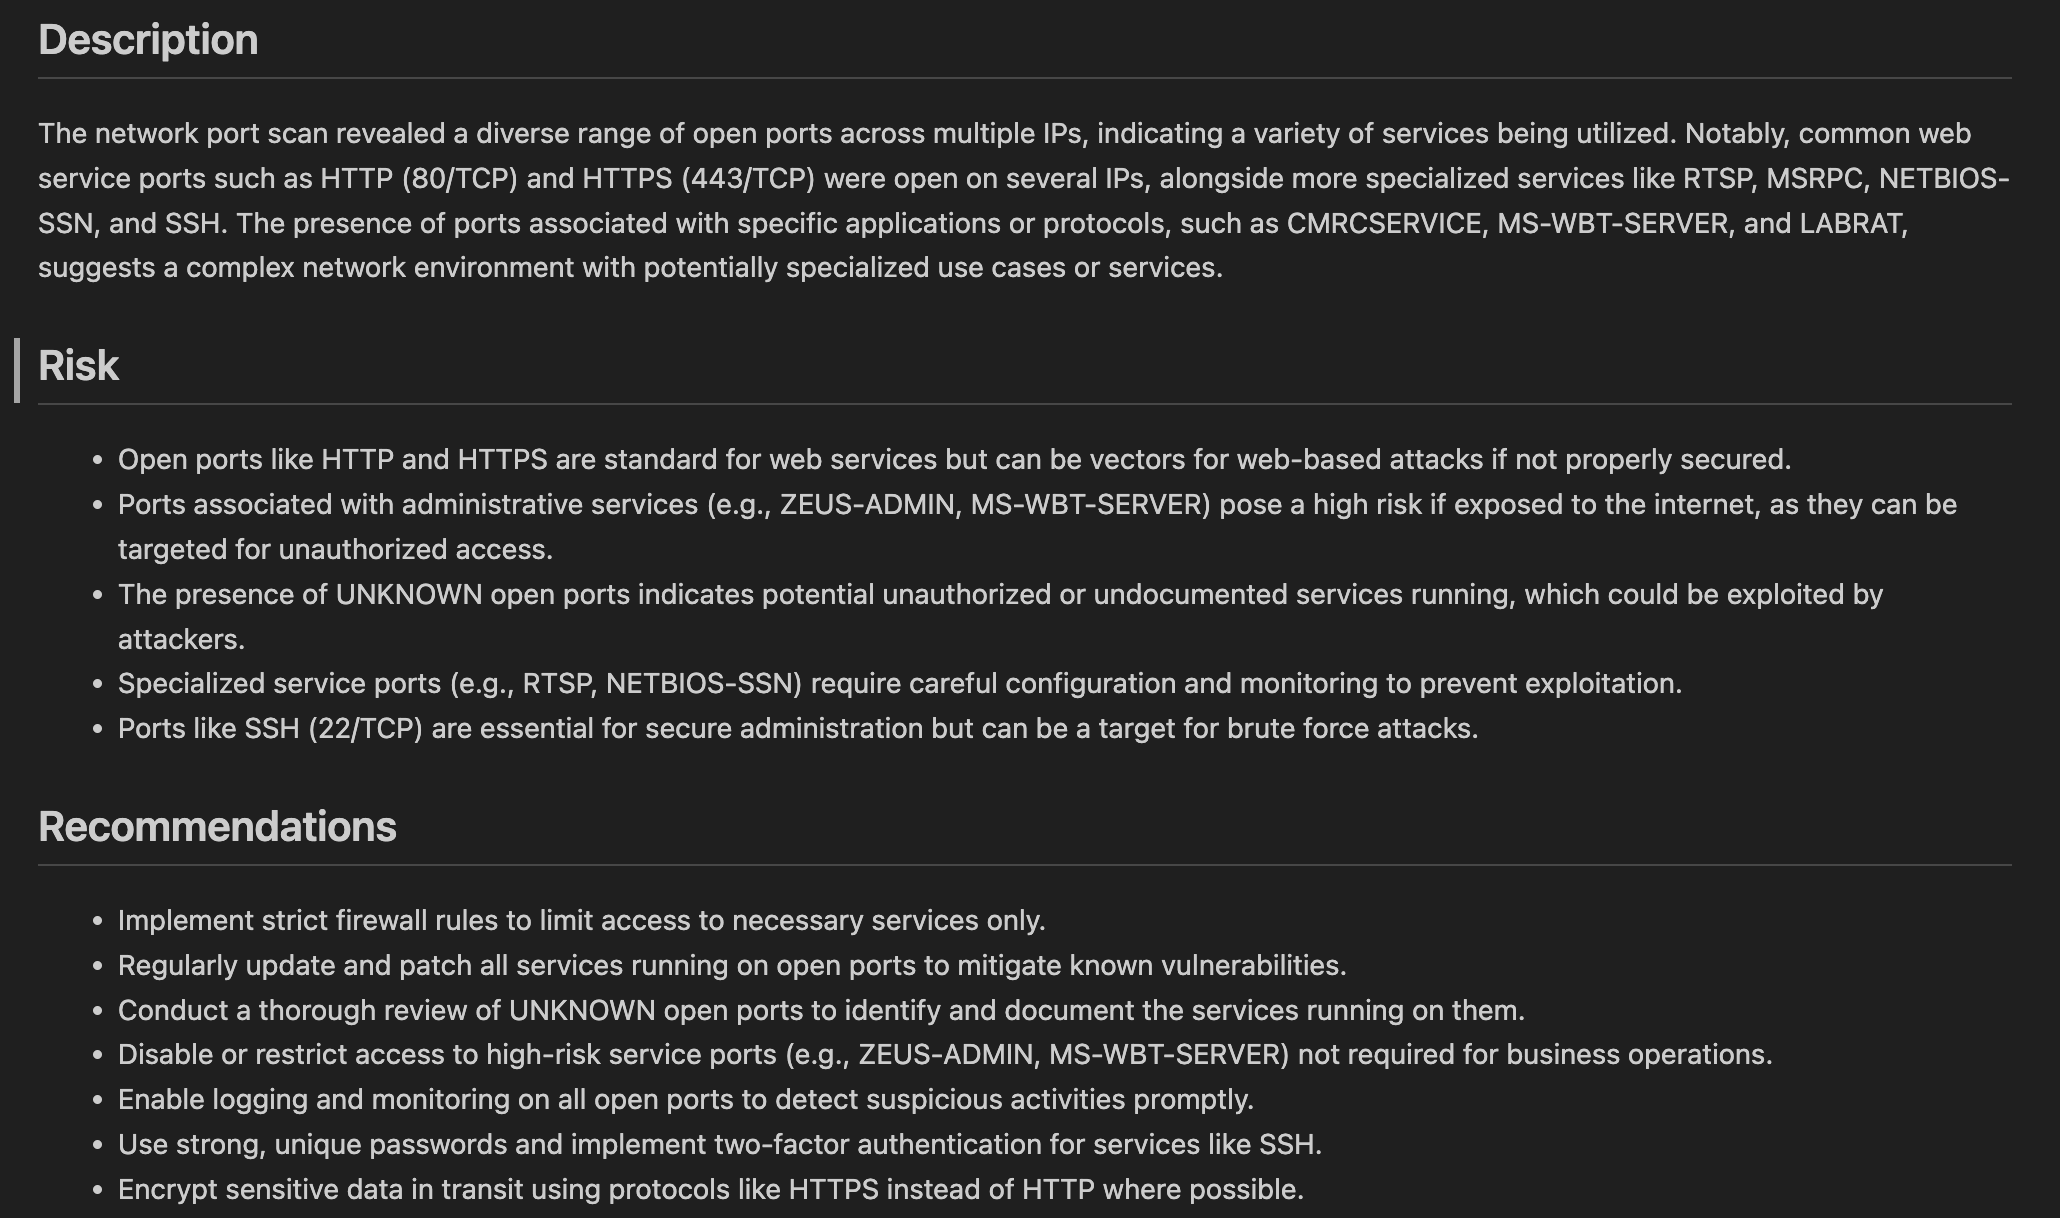 Description
The network port scan revealed a diverse range of open ports across multiple IPs, indicating a variety of services being utilized. Notably, common web
service ports such as HTTP (80/TCP) and HTTPS (443/TCP) were open on several IPs, alongside more specialized services like RTSP, MSRPC, NETBIOS-
SSN, and SSH. The presence of ports associated with specific applications or protocols, such as CMRCSERVICE, MS-WBT-SERVER, and LABRAT,
suggests a complex network environment with potentially specialized use cases or services.
Risk
• Open ports like HTTP and HTTPS are standard for web services but can be vectors for web-based attacks if not properly secured.
• Ports associated with administrative services (e.g., ZEUS-ADMIN, MS-WBT-SERVER) pose a high risk if exposed to the internet, as they can be
targeted for unauthorized access.
• The presence of UNKNOWN open ports indicates potential unauthorized or undocumented services running, which could be exploited by
attackers.
• Specialized service ports (e.g., RTSP, NETBIOS-SSN) require careful configuration and monitoring to prevent exploitation.
• Ports like SSH (22/TCP) are essential for secure administration but can be a target for brute force attacks.
Recommendations
• Implement strict firewall rules to limit access to necessary services only.
• Regularly update and patch all services running on open ports to mitigate known vulnerabilities.
• Conduct a thorough review of UNKNOWN open ports to identify and document the services running on them.
• Disable or restrict access to high-risk service ports (e.g., ZEUS-ADMIN, MS-WBT-SERVER) not required for business operations.
• Enable logging and monitoring on all open ports to detect suspicious activities promptly.
• Use strong, unique passwords and implement two-factor authentication for services like SSH.
• Encrypt sensitive data in transit using protocols like HTTPS instead of HTTP where possible.